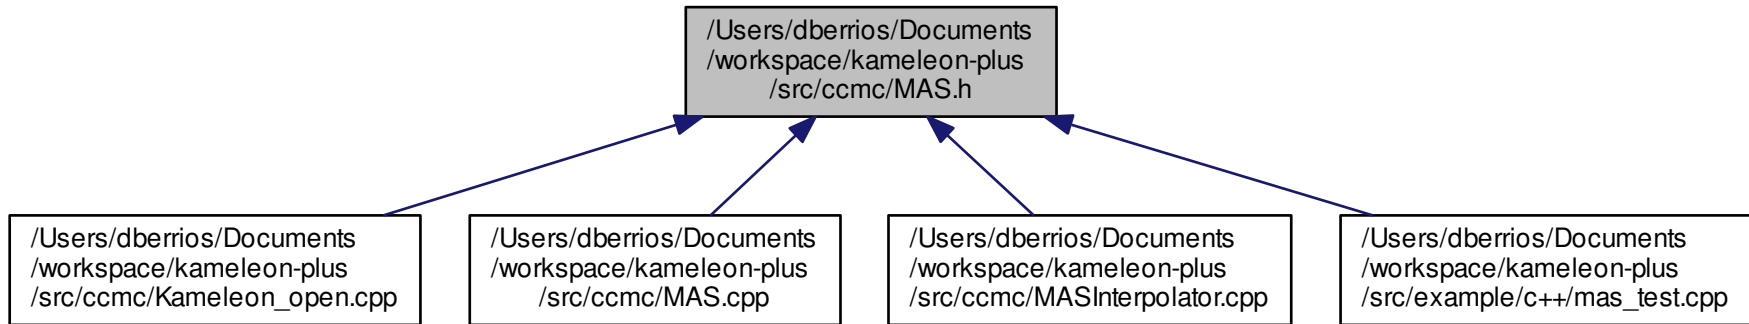 /Users/dberrios/Documents
/workspace/kameleon-plus
/src/ccmc/MAS.h
/Users/dberrios/Documents
/workspace/kameleon-plus
/src/ccmc/Kameleon_open.cpp
/Users/dberrios/Documents
/workspace/kameleon-plus
/src/ccmc/MAS.cpp
/Users/dberrios/Documents
/workspace/kameleon-plus
/src/ccmc/MASInterpolator.cpp
/Users/dberrios/Documents
/workspace/kameleon-plus
/src/example/c++/mas_test.cpp